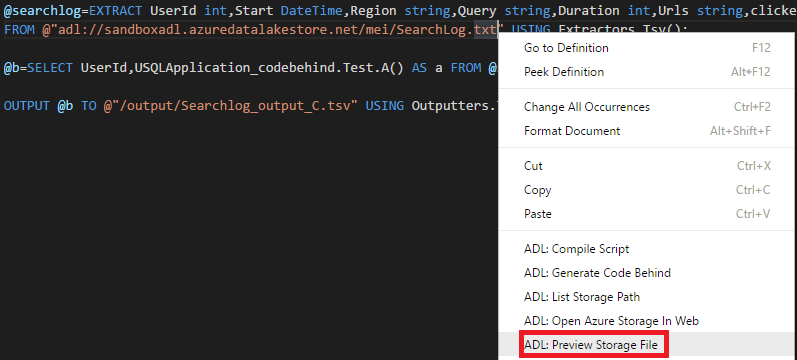 @searchlog=EXTRACT UserId int,Start DateTime,Region string,Query string,Duration int,Urls string,clicke
FROM @"adl://sandboxadl.azuredatalakestore.net/mei/SearchLog.txt" USING Extractors.Tsv();
@b=SELECT UserId,USQLApplication_codebehind.Test.A() AS a FROM @
OUTPUT @b TO @"/output/Searchlog_output_C.tsv" USING Outputters.
Go to Definition F12
Peek Definition Alt+F12
Change All Occurrences Ctrl+F2
Format Document Alt+Shift+F
Cut Ctrl+X
Copy Ctrl+C
Paste Ctrl+V
ADL: Compile Script
ADL: Generate Code Behind
ADL: List Storage Path
ADL: Open Azure Storage In Web
ADL: Preview Storage File